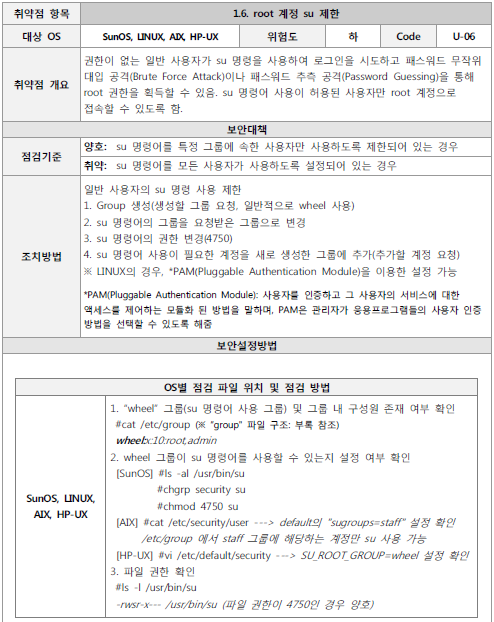 취약점 항목 1.6. root 계정 su 제한
대상 OS SunOS, LINUX, AIX, HP-UX 위험도 하 Code U-06
취약점 개요
권한이 없는 일반 사용자가 su 명령을 사용하여 로그인을 시도하고 패스워드 무작위
대입 공격(Brute Force Attack)이나 패스워드 추측 공격(Password Guessing)을 통해
root 권한을 획득할 수 있음. su 명령어 사용이 허용된 사용자만 root 계정으로
접속할 수 있도록 함.
보안대책
점검기준
양호: su 명령어를 특정 그룹에 속한 사용자만 사용하도록 제한되어 있는 경우
취약: su 명령어를 모든 사용자가 사용하도록 설정되어 있는 경우
조치방법
일반 사용자의 su 명령 사용 제한
1. Group 생성(생성할 그룹 요청, 일반적으로 wheel 사용)
2. su 명령어의 그룹을 요청받은 그룹으로 변경
3. su 명령어의 권한 변경(4750)
4. su 명령어 사용이 필요한 계정을 새로 생성한 그룹에 추가(추가할 계정 요청)
※ LINUX의 경우, *PAM(Pluggable Authentication Module)을 이용한 설정 가능
*PAM(Pluggable Authentication Module): 사용자를 인증하고 그 사용자의 서비스에 대한
액세스를 제어하는 모듈화 된 방법을 말하며, PAM은 관리자가 응용프로그램들의 사용자 인증
방법을 선택할 수 있도록 해줌
보안설정방법
OS별 점검 파일 위치 및 점검 방법
SunOS, LINUX,
AIX, HP-UX
1. "wheel" 그룹(su 명령어 사용 그룹) 및 그룹 내 구성원 존재 여부 확인
#cat /etc/group (※ "group" 파일 구조: 부록 참조)
wheel:x:10:root,admin
2. wheel 그룹이 su 명령어를 사용할 수 있는지 설정 여부 확인
[SunOS] #ls -al /usr/bin/su
#chgrp security su
#chmod 4750 su
[AIX] #cat /etc/security/user ---> default의 "sugroups=staff" 설정 확인
/etc/group 에서 staff 그룹에 해당하는 계정만 su 사용 가능
[HP-UX] #vi /etc/default/security ---> SU_ROOT_GROUP=wheel 설정 확인
3. 파일 권한 확인
#ls -l /usr/bin/su
-rwsr-x--- /usr/bin/su (파일 권한이 4750인 경우 양호)